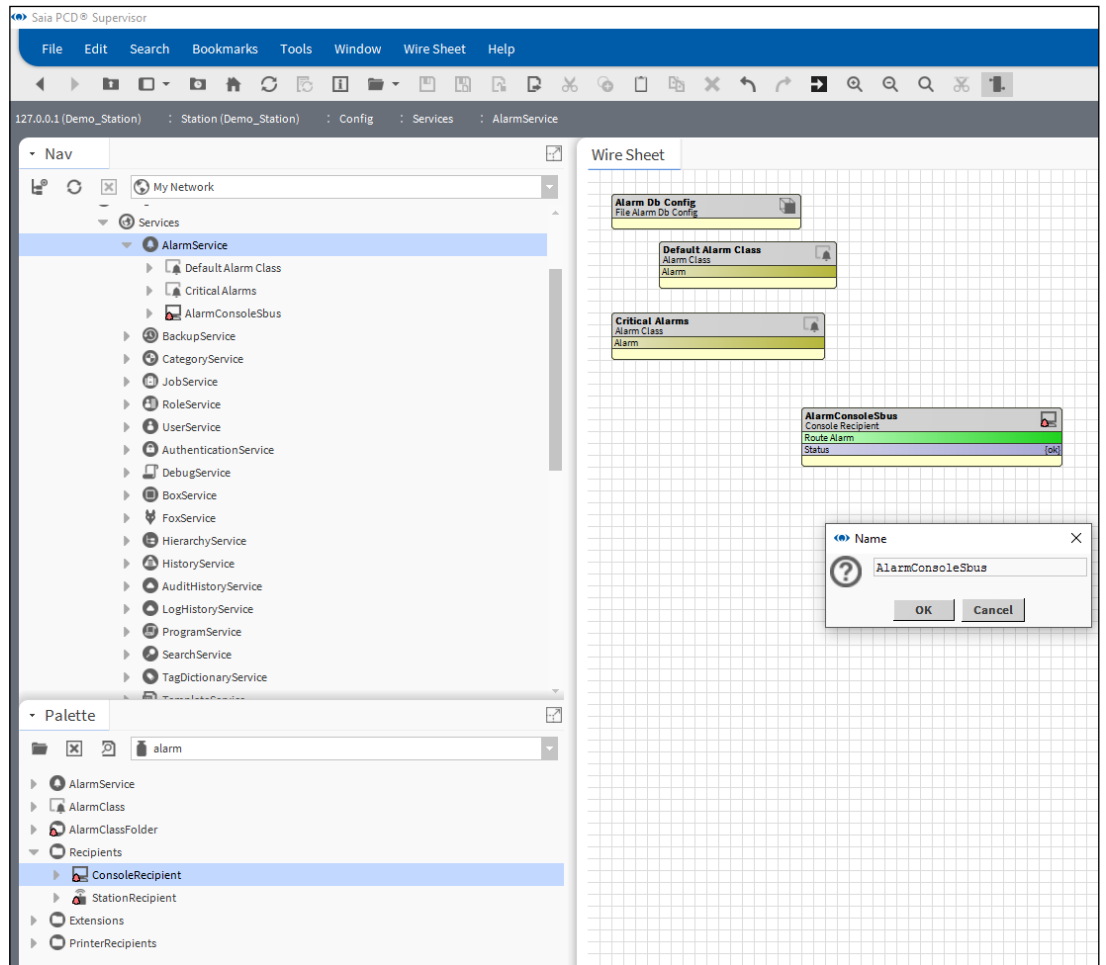 Saia PCD® Supervisor
File Edit Search Bookmarks Tools Window Wire Sheet Help
127.0.0.1 (Demo_Station) : Station (Demo_Station) : Config : Services : AlarmService
Nav
My Network
Services
AlarmService
Default Alarm Class
Critical Alarms
AlarmConsoleSbus
BackupService
CategoryService
JobService
RoleService
UserService
AuthenticationService
DebugService
BoxService
FoxService
HierarchyService
HistoryService
AuditHistoryService
LogHistoryService
ProgramService
SearchService
TagDictionaryService
TemplateService
Palette
alarm
AlarmService
AlarmClass
AlarmClassFolder
Recipients
ConsoleRecipient
StationRecipient
Extensions
PrinterRecipients
Wire Sheet
Alarm Db Config
File Alarm Db Config
Default Alarm Class
Alarm Class
Alarm
Critical Alarms
Alarm Class
Alarm
AlarmConsoleSbus
Console Recipient
Route Alarm
Status {ok}
Name
AlarmConsoleSbus
OK Cancel